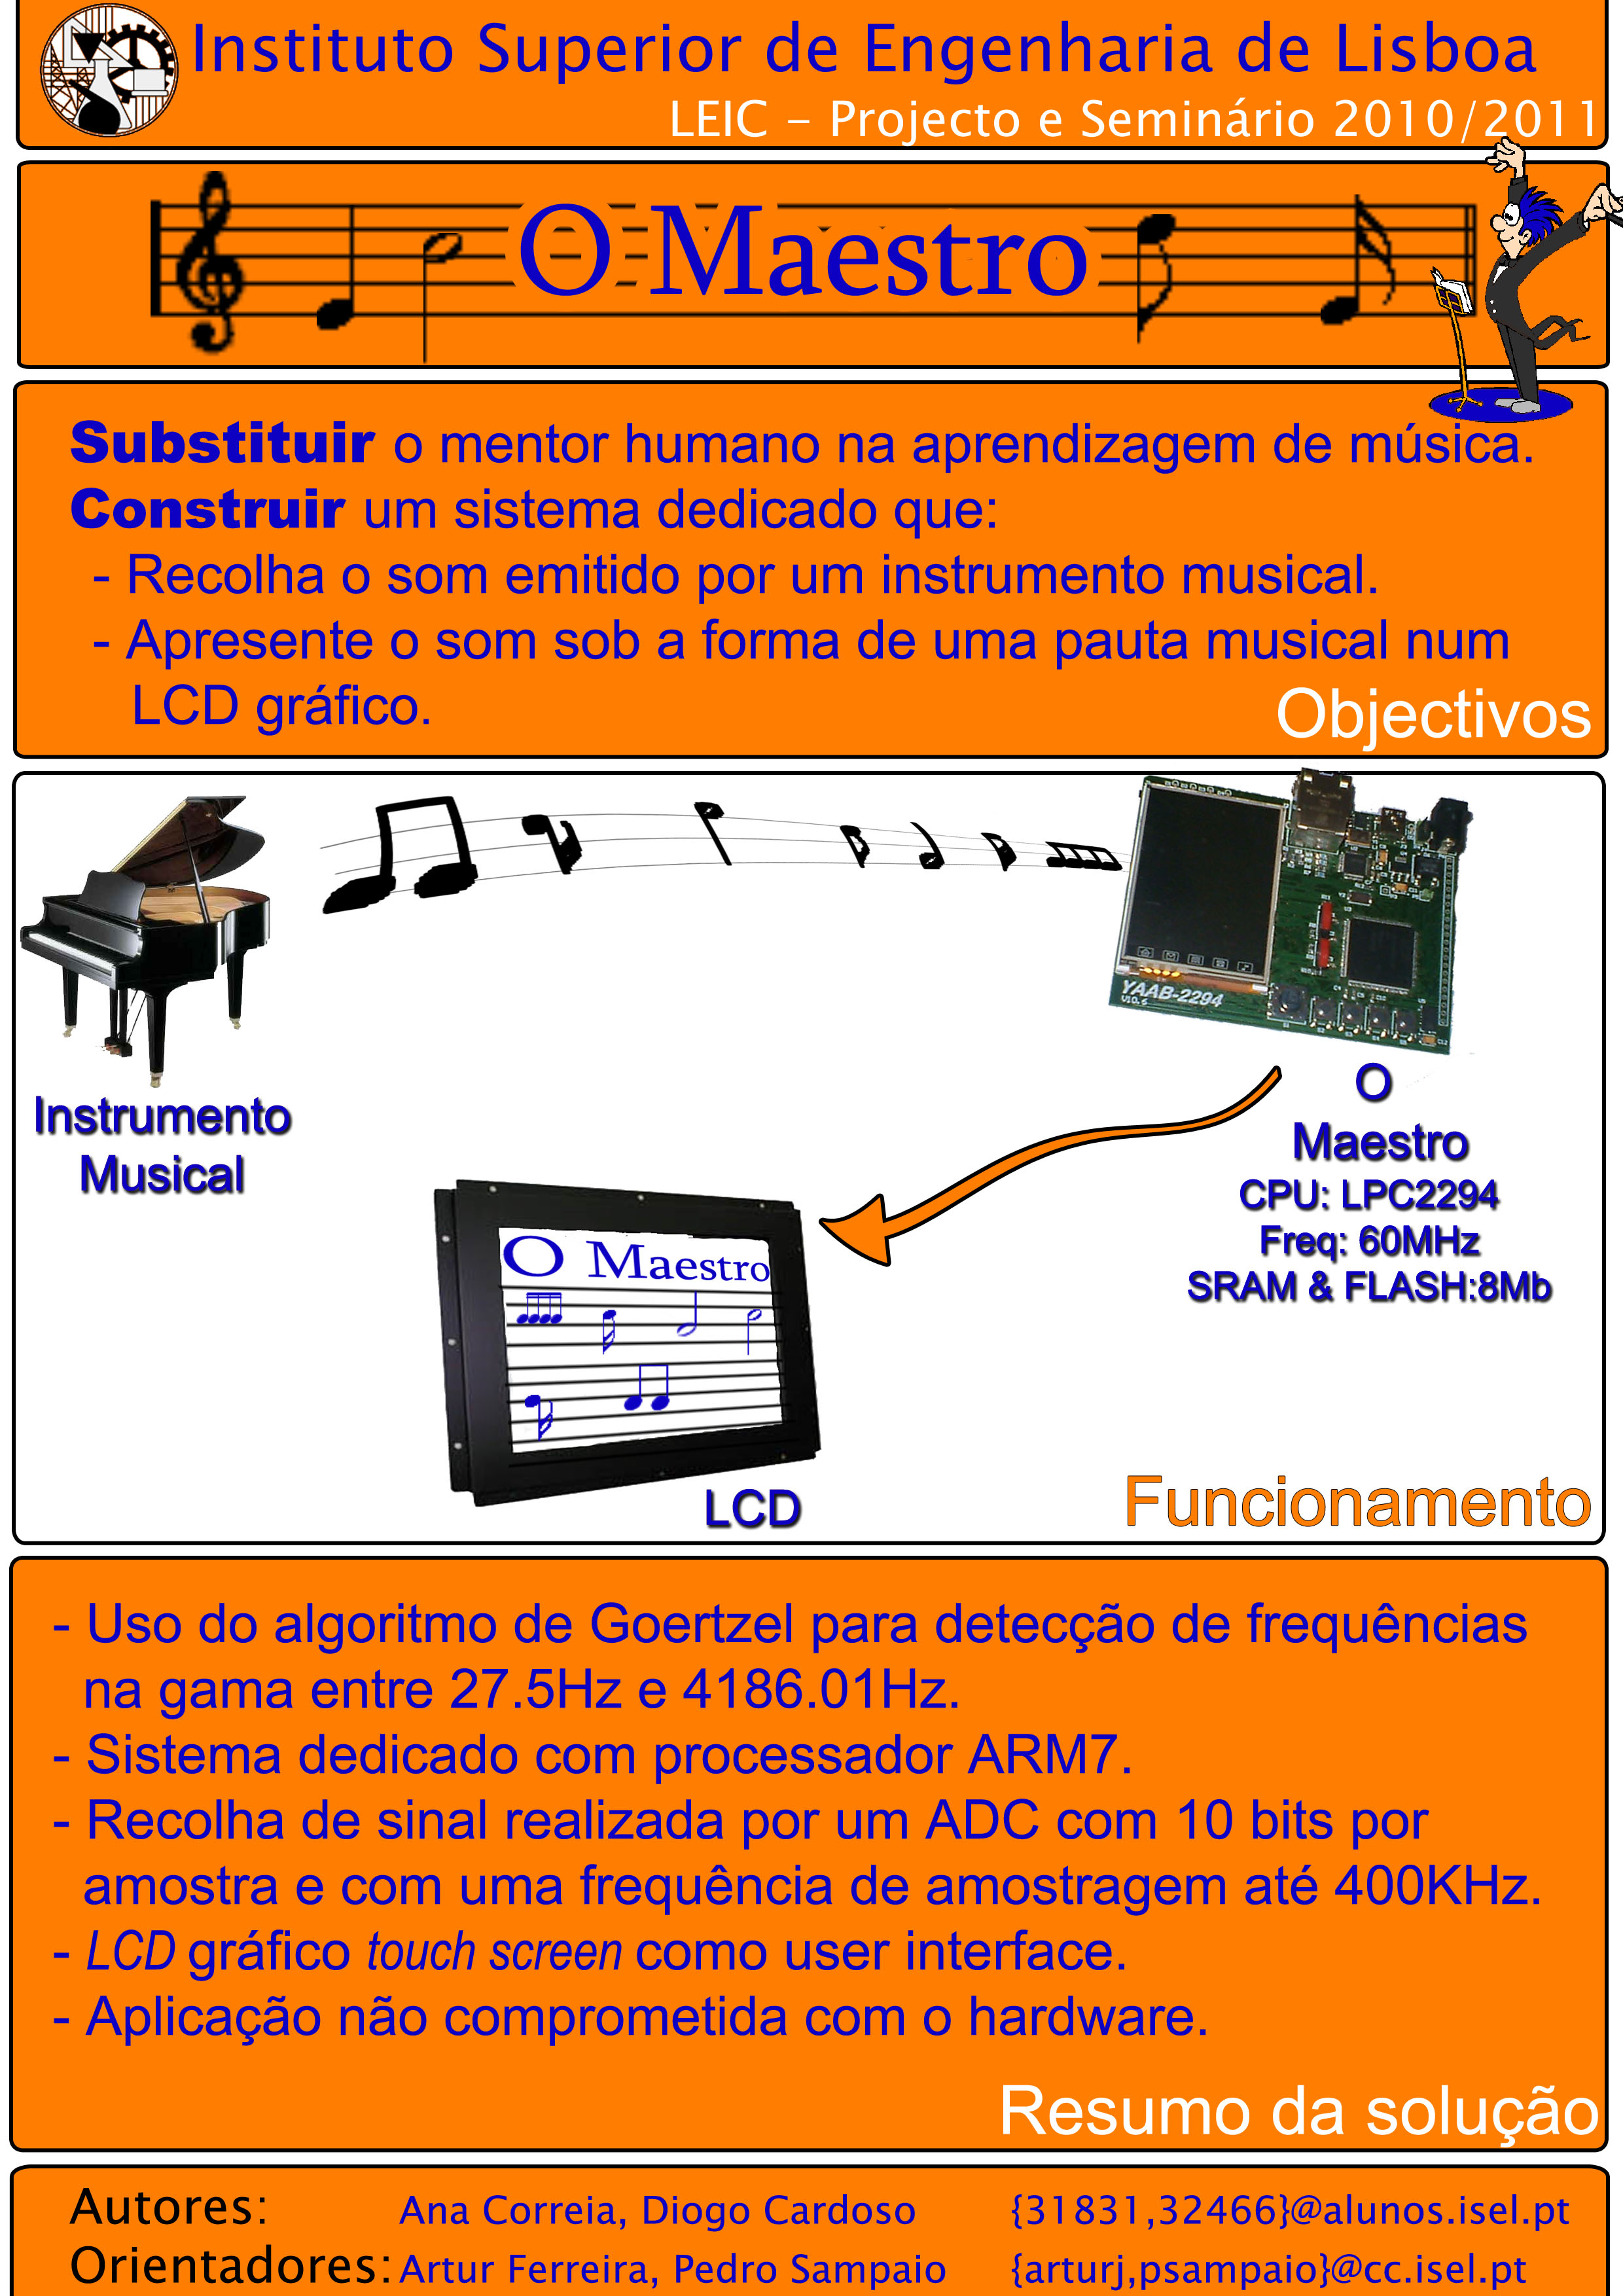 Instituto Superior de Engenharia de Lisboa
LEIC - Projecto e Seminário 2010/2011
O Maestro
Substituir o mentor humano na aprendizagem de música.
Construir um sistema dedicado que:
- Recolha o som emitido por um instrumento musical.
- Apresente o som sob a forma de uma pauta musical num
LCD gráfico.
Objectivos
YAAB-2294
Instrumento
Musical
O
Maestro
CPU: LPC2294
Freq: 60MHz
SRAM & FLASH:8Mb
O Maestro
LCD
Funcionamento
- Uso do algoritmo de Goertzel para detecção de frequências
na gama entre 27.5Hz e 4186.01Hz.
- Sistema dedicado com processador ARM7.
- Recolha de sinal realizada por um ADC com 10 bits por
amostra e com uma frequência de amostragem até 400KHz.
- LCD gráfico touch screen como user interface.
- Aplicação não comprometida com o hardware.
Resumo da solução
Autores: Ana Correia, Diogo Cardoso {31831,32466}@alunos.isel.pt
Orientadores: Artur Ferreira, Pedro Sampaio {arturj,psampaio}@cc.isel.pt